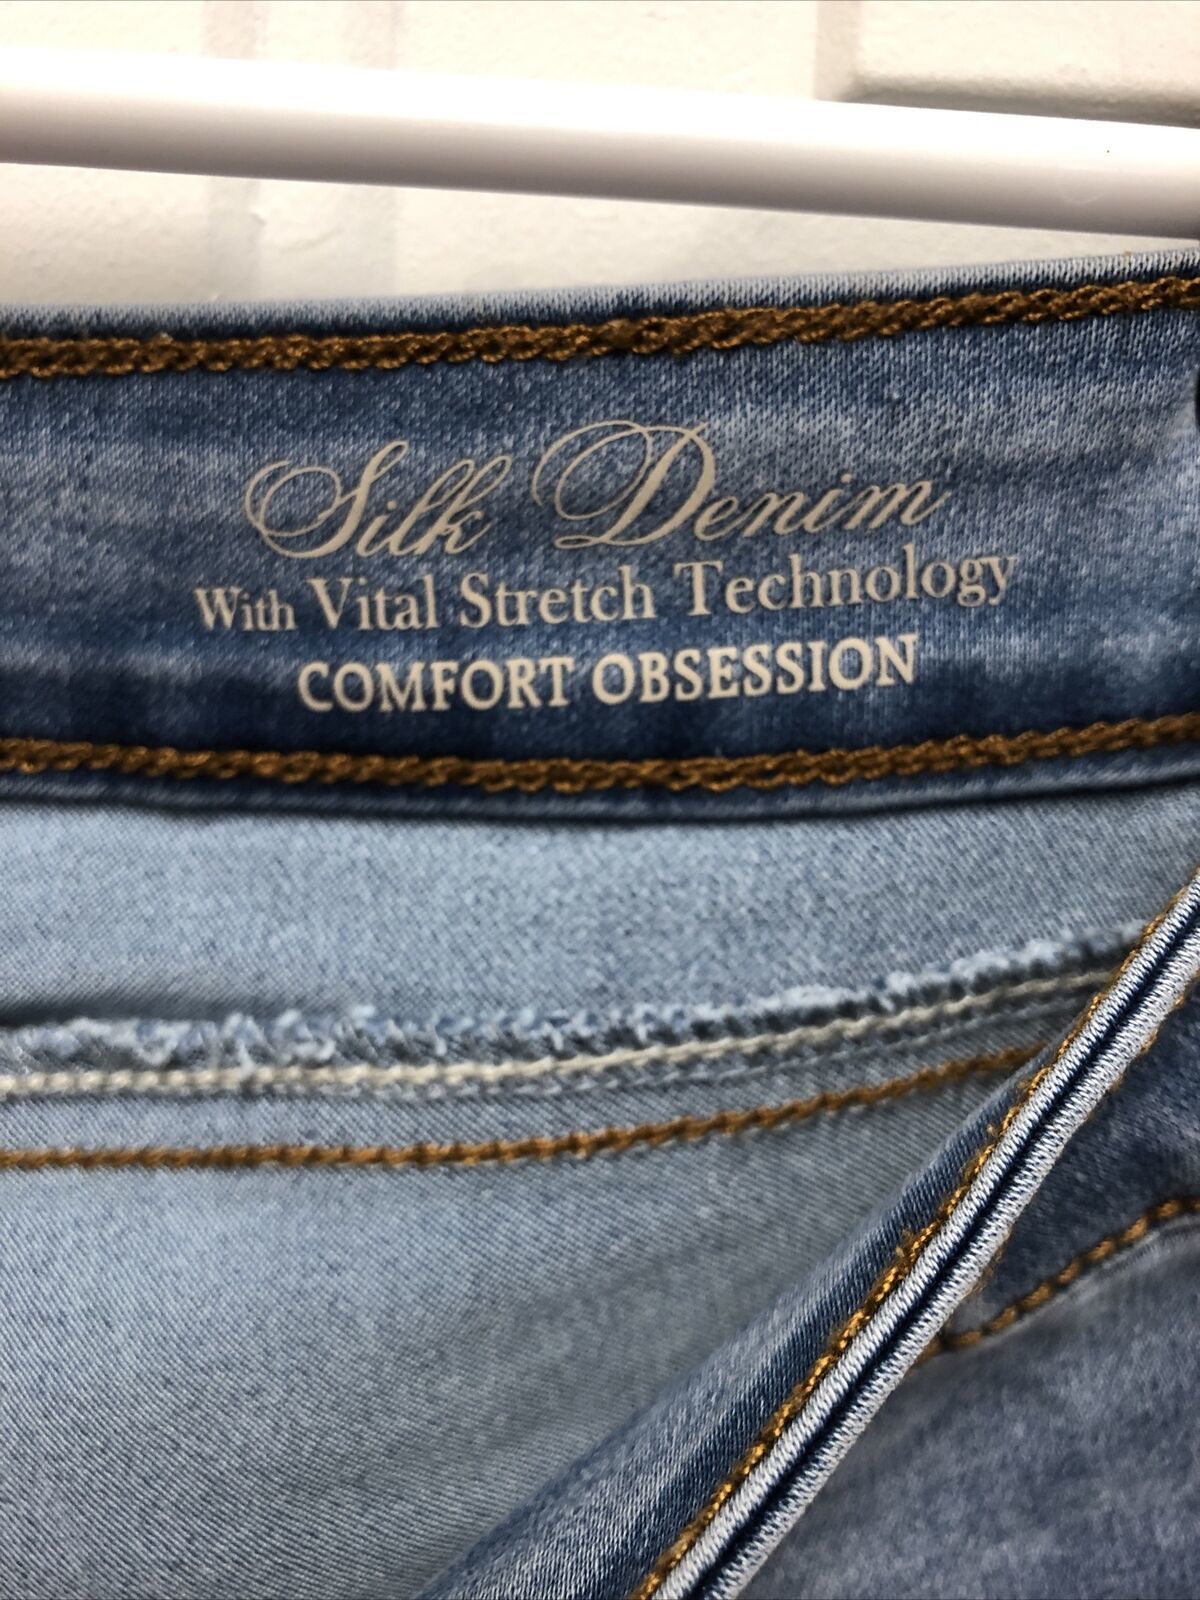 Silk Denim
With Vital Stretch Technology
COMFORT OBSESSION